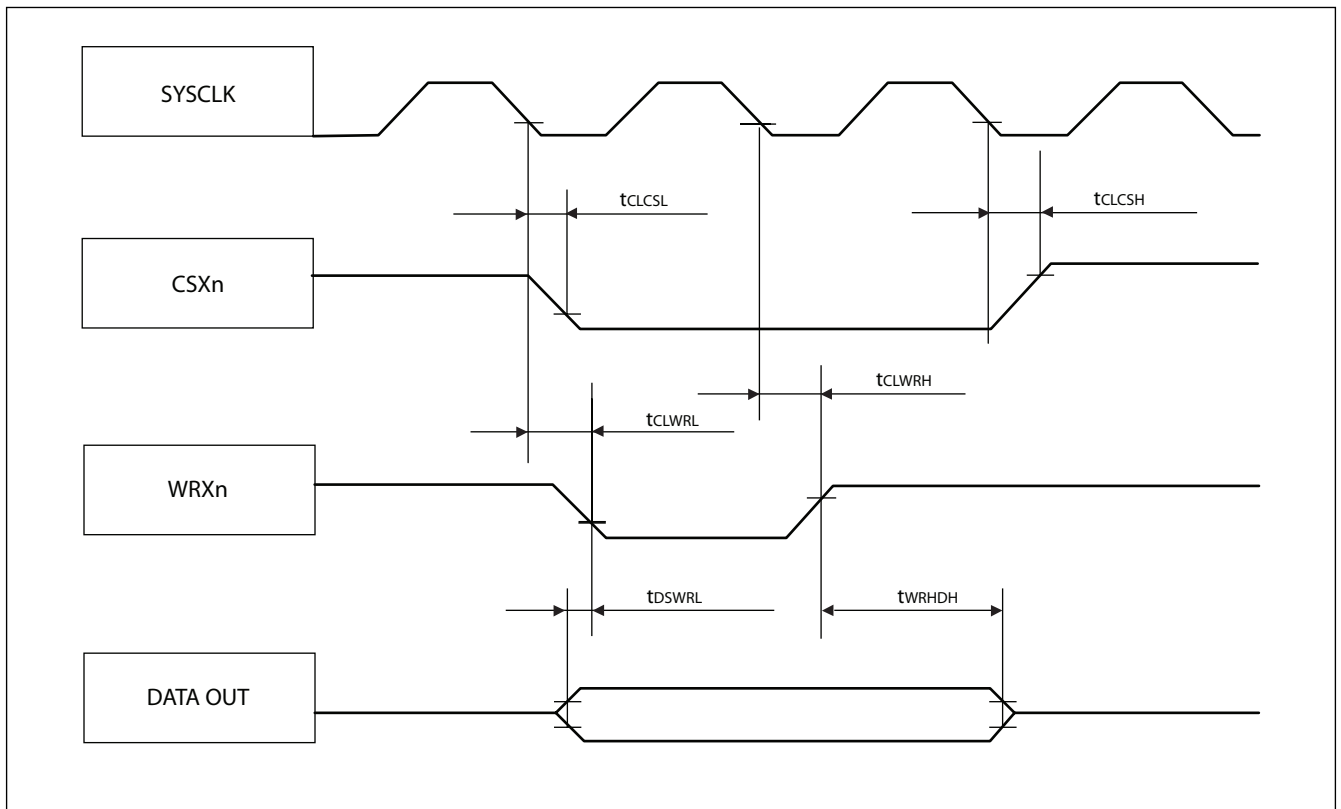 SYSCLK
tCLCSL
tCLCSH
CSXn
tCLWRH
tCLWRL
WRXn
tDSWRL
tWRHDH
DATA OUT